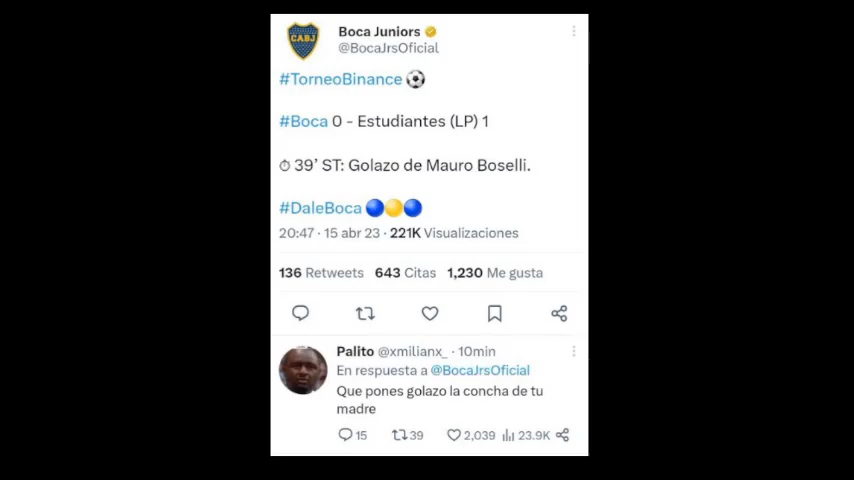 CABJ
Boca Juniors
@BocaJrsOficial
#TorneoBinance
#Boca 0 - Estudiantes (LP) 1
39' ST: Golazo de Mauro Boselli.
#DaleBoca
20:47 · 15 abr 23 · 221K Visualizaciones
136 Retweets 643 Citas 1,230 Me gusta
Palito @xmilianx_ · 10min
En respuesta a @BocaJrsOficial
Que pones golazo la concha de tu
madre
15 39 2,039 23.9K